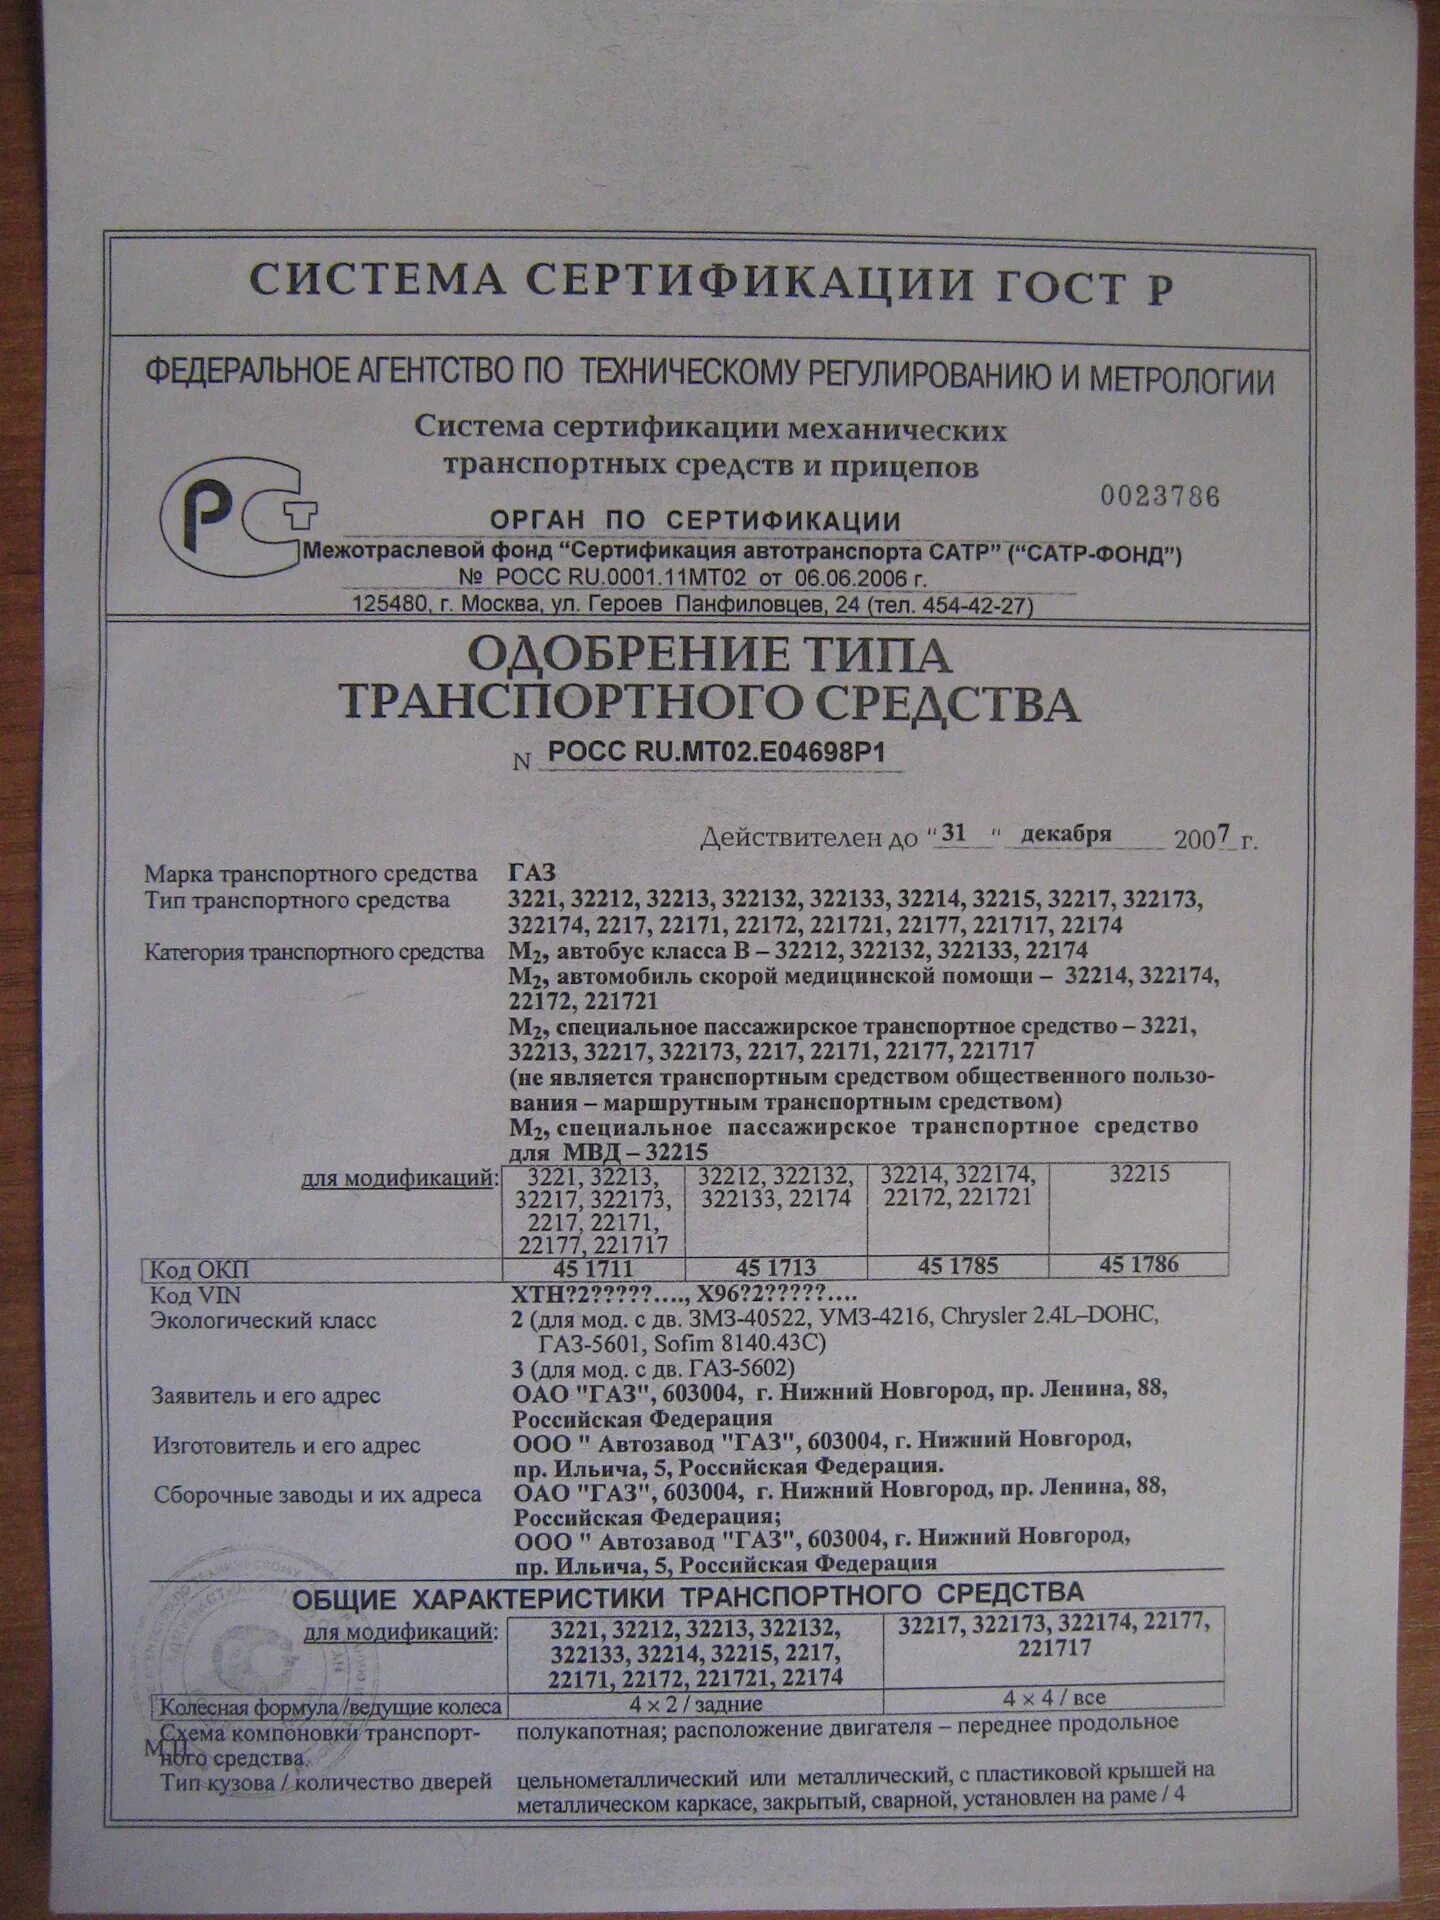 СИСТЕМА СЕРТИФИКАЦИИ ГОСТ Р
ФЕДЕРАЛЬНОЕ АГЕНТСТВО ПО ТЕХНИЧЕСКОМУ РЕГУЛИРОВАНИЮ И МЕТРОЛОГИИ
Система сертификации механических
транспортных средств и прицепов
0023786
ОРГАН ПО СЕРТИФИКАЦИИ
Межотраслевой фонд "Сертификация автотранспорта САТР" ("САТР-ФОНД")
№ РОСС RU.0001.11МТ02 от 06.06.2006 г.
125480, г. Москва, ул. Героев Панфиловцев, 24 (тел. 454-42-27)
ОДОБРЕНИЕ ТИПА
ТРАНСПОРТНОГО СРЕДСТВА
N РОСС RU.МТ02.Е04698Р1
Действителен до "31" декабря 2007 г.
Марка транспортного средства ГАЗ
Тип транспортного средства 3221, 32212, 32213, 322132, 322133, 32214, 32215, 32217, 322173,
322174, 2217, 22171, 22172, 221721, 22177, 221717, 22174
Категория транспортного средства М2, автобус класса В – 32212, 322132, 322133, 22174
М2, автомобиль скорой медицинской помощи – 32214, 322174,
22172, 221721
М2, специальное пассажирское транспортное средство – 3221,
32213, 32217, 322173, 2217, 22171, 22177, 221717
(не является транспортным средством общественного пользо-
вания – маршрутным транспортным средством)
М2, специальное пассажирское транспортное средство
для МВД – 32215
для модификаций: 3221, 32213, 32212, 322132, 32214, 322174, 32215
32217, 322173, 322133, 22174 22172, 221721
2217, 22171,
22177, 221717
Код ОКП 45 1711 45 1713 45 1785 45 1786
Код VIN XTH?2?????...., X96?2?????....
Экологический класс 2 (для мод. с дв. ЗМЗ-40522, УМЗ-4216, Chrysler 2.4L–DOHC,
ГАЗ-5601, Sofim 8140.43С)
3 (для мод. с дв. ГАЗ-5602)
Заявитель и его адрес ОАО "ГАЗ", 603004, г. Нижний Новгород, пр. Ленина, 88,
Российская Федерация
Изготовитель и его адрес ООО " Автозавод "ГАЗ", 603004, г. Нижний Новгород,
пр. Ильича, 5, Российская Федерация.
Сборочные заводы и их адреса ОАО "ГАЗ", 603004, г. Нижний Новгород, пр. Ленина, 88,
Российская Федерация;
ООО " Автозавод "ГАЗ", 603004, г. Нижний Новгород,
пр. Ильича, 5, Российская Федерация
ОБЩИЕ ХАРАКТЕРИСТИКИ ТРАНСПОРТНОГО СРЕДСТВА
для модификаций: 3221, 32212, 32213, 322132, 32217, 322173, 322174, 22177,
322133, 32214, 32215, 2217, 221717
22171, 22172, 221721, 22174
Колесная формула /ведущие колеса 4 × 2 / задние 4 × 4 / все
Схема компоновки транспорт- полукапотная; расположение двигателя – переднее продольное
М.П.
ного средства
Тип кузова / количество дверей цельнометаллический или металлический, с пластиковой крышей на
металлическом каркасе, закрытый, сварной, установлен на раме / 4